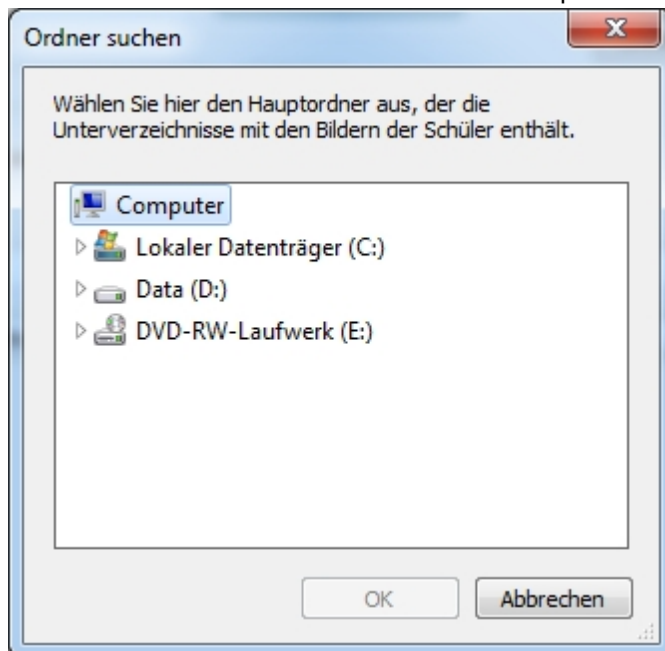 Ordner suchen
Wählen Sie hier den Hauptordner aus, der die
Unterverzeichnisse mit den Bildern der Schüler enthält.
Computer
Lokaler Datenträger (C:)
Data (D:)
DVD-RW-Laufwerk (E:)
OK
Abbrechen